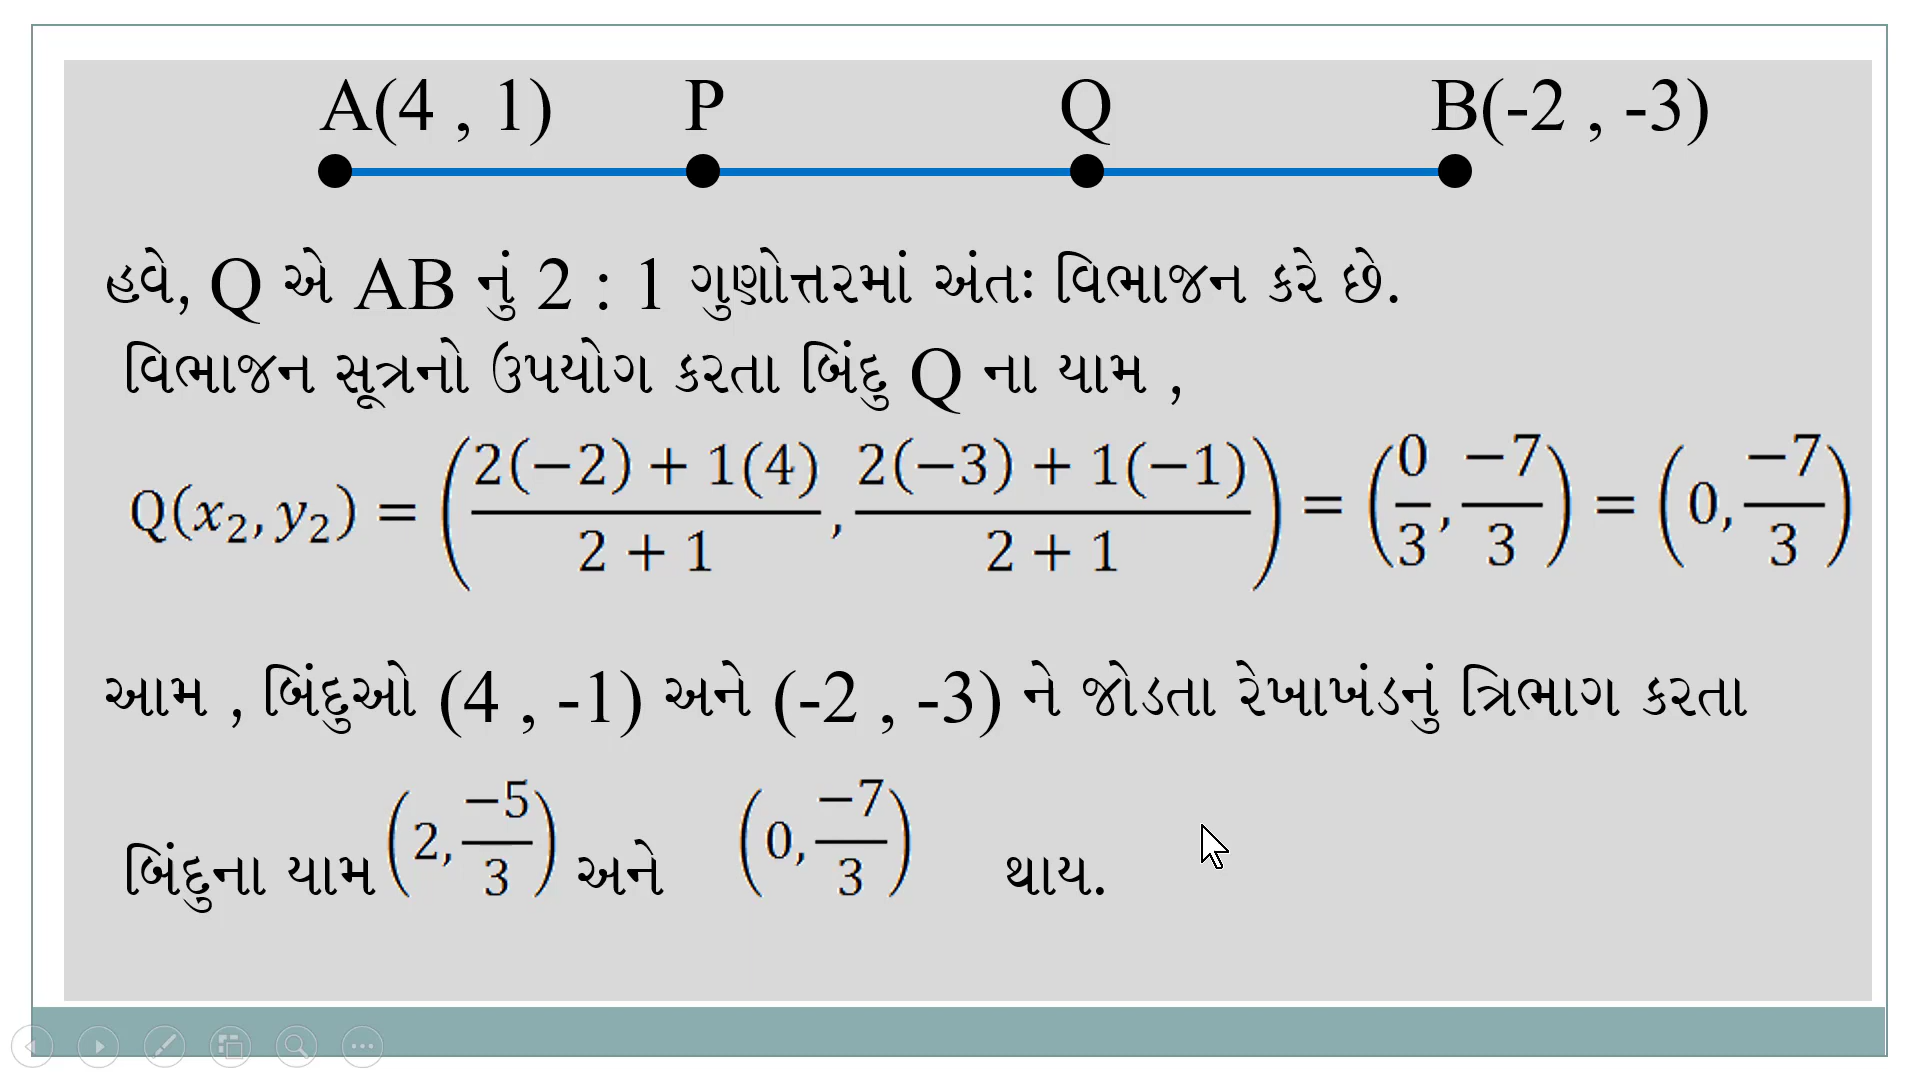 A(4 , 1) P Q B(-2 , -3)
હવે, Q એ AB નું 2 : 1 ગુણોત્તરમાં અંતઃ વિભાજન કરે છે.
વિભાજન સૂત્રનો ઉપયોગ કરતા બિંદુ Q ના યામ ,
Q(x₂, y₂) = ( (2(−2) + 1(4))/(2 + 1) , (2(−3) + 1(−1))/(2 + 1) ) = ( 0/3 , −7/3 ) = ( 0, −7/3 )
આમ , બિંદુઓ (4 , -1) અને (-2 , -3) ને જોડતા રેખાખંડનું ત્રિભાગ કરતા
બિંદુના યામ ( 2, −5/3 ) અને ( 0, −7/3 ) થાય.